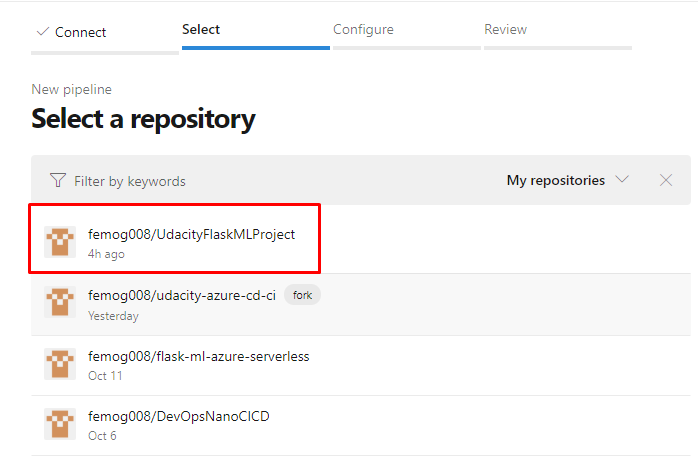 Connect Select Configure Review
New pipeline
Select a repository
Filter by keywords My repositories
femog008/UdacityFlaskMLProject
4h ago
femog008/udacity-azure-cd-ci fork
Yesterday
femog008/flask-ml-azure-serverless
Oct 11
femog008/DevOpsNanoCICD
Oct 6